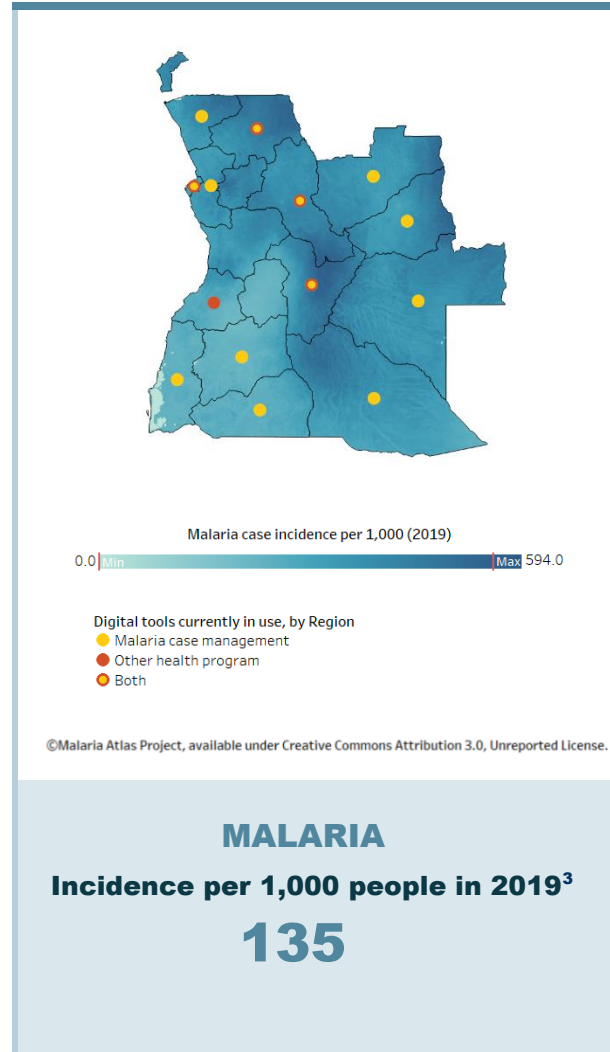 Malaria case incidence per 1,000 (2019)
0.0 Min Max 594.0
Digital tools currently in use, by Region
Malaria case management
Other health program
Both
©Malaria Atlas Project, available under Creative Commons Attribution 3.0, Unreported License.
MALARIA
Incidence per 1,000 people in 2019³
135